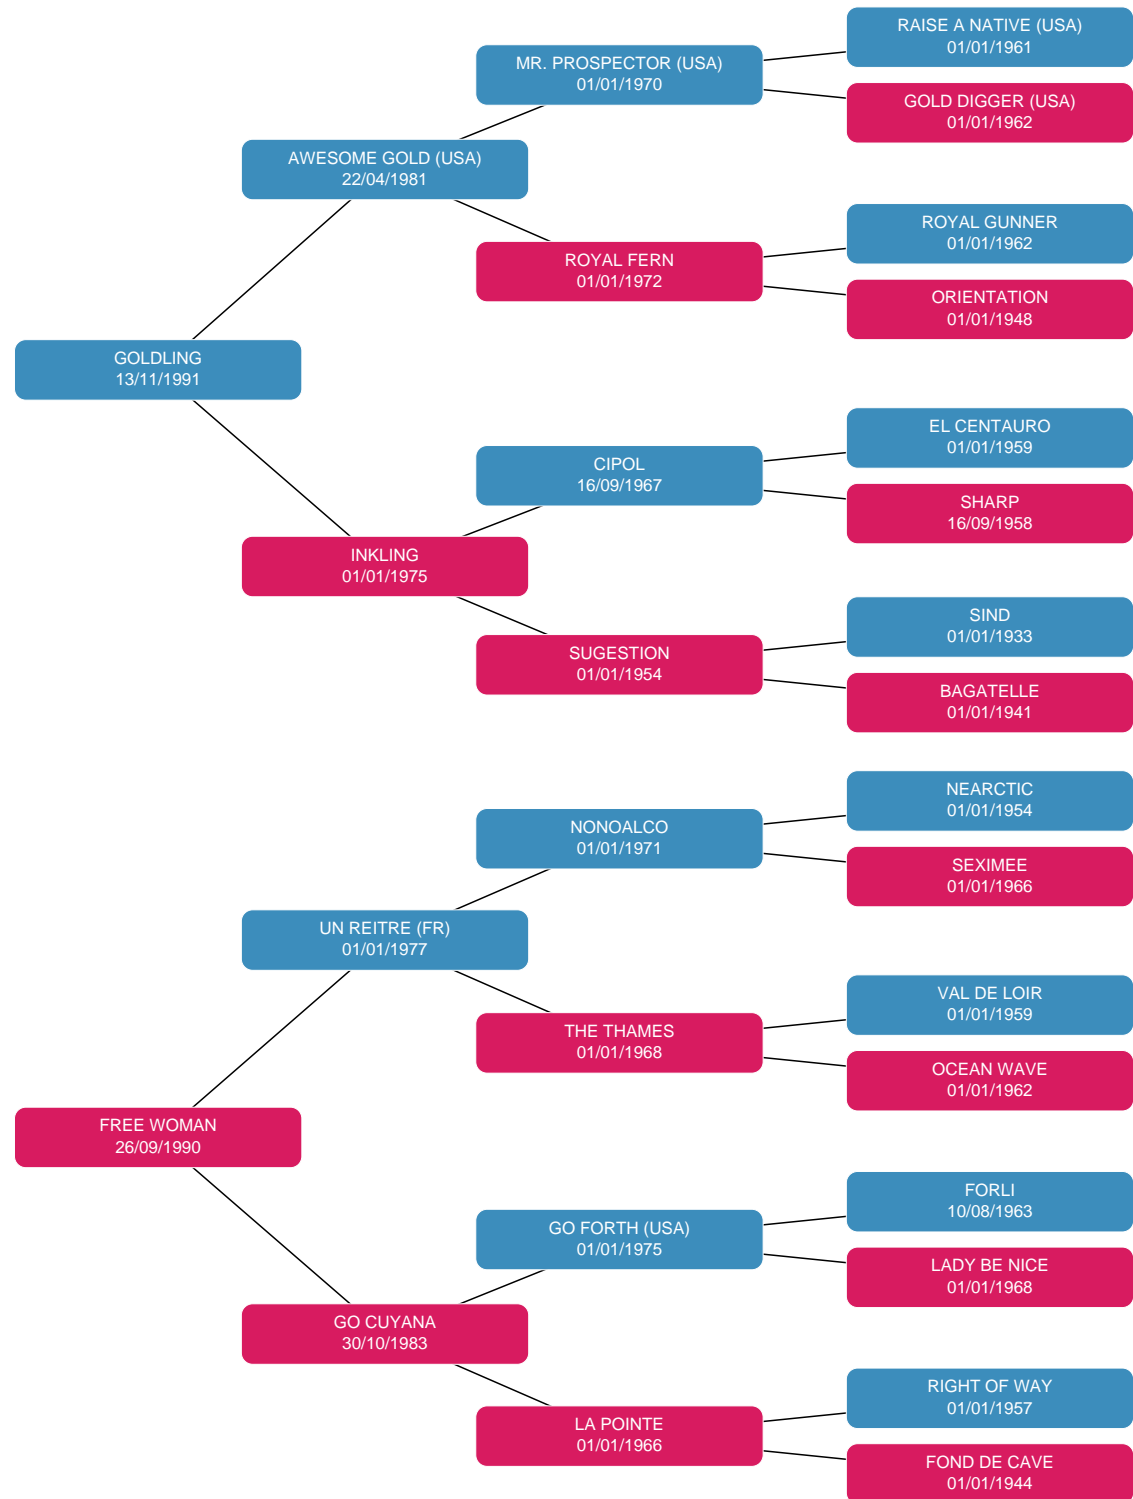 RAISE A NATIVE (USA)
01/01/1961
MR. PROSPECTOR (USA)
01/01/1970
GOLD DIGGER (USA)
01/01/1962
AWESOME GOLD (USA)
22/04/1981
ROYAL GUNNER
01/01/1962
ROYAL FERN
01/01/1972
ORIENTATION
01/01/1948
GOLDLING
13/11/1991
EL CENTAURO
01/01/1959
CIPOL
16/09/1967
SHARP
16/09/1958
INKLING
01/01/1975
SIND
01/01/1933
SUGESTION
01/01/1954
BAGATELLE
01/01/1941
NEARCTIC
01/01/1954
NONOALCO
01/01/1971
SEXIMEE
01/01/1966
UN REITRE (FR)
01/01/1977
VAL DE LOIR
01/01/1959
THE THAMES
01/01/1968
OCEAN WAVE
01/01/1962
FREE WOMAN
26/09/1990
FORLI
10/08/1963
GO FORTH (USA)
01/01/1975
LADY BE NICE
01/01/1968
GO CUYANA
30/10/1983
RIGHT OF WAY
01/01/1957
LA POINTE
01/01/1966
FOND DE CAVE
01/01/1944